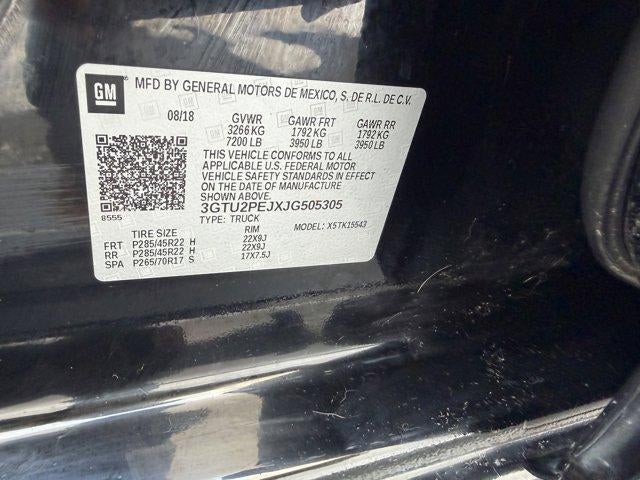 GM
MFD BY GENERAL MOTORS DE MEXICO, S. DE R.L. DE C.V.
08/18 GVWR GAWR FRT GAWR RR
3266 KG 1792 KG 1792 KG
7200 LB 3950 LB 3950 LB
THIS VEHICLE CONFORMS TO ALL
APPLICABLE U.S. FEDERAL MOTOR
VEHICLE SAFETY STANDARDS IN EFFECT
ON THE DATE OF MANUFACTURE
SHOWN ABOVE.
8555 3GTU2PEJXJG505305
TYPE: TRUCK MODEL: X5TK15543
TIRE SIZE RIM
FRT P285/45R22 H 22X9J
RR P285/45R22 H 22X9J
SPA P265/70R17 S 17X7.5J